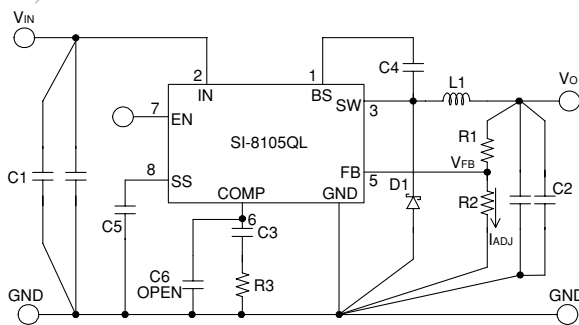 VIN
2
1
C4
L1
VO
IN
BS
SW
3
7
EN
SI-8105QL
R1
C1
8
SS
FB
5
VFB
D1
R2
C2
COMP
GND
C5
6
C3
IADJ
C6
OPEN
R3
GND
GND